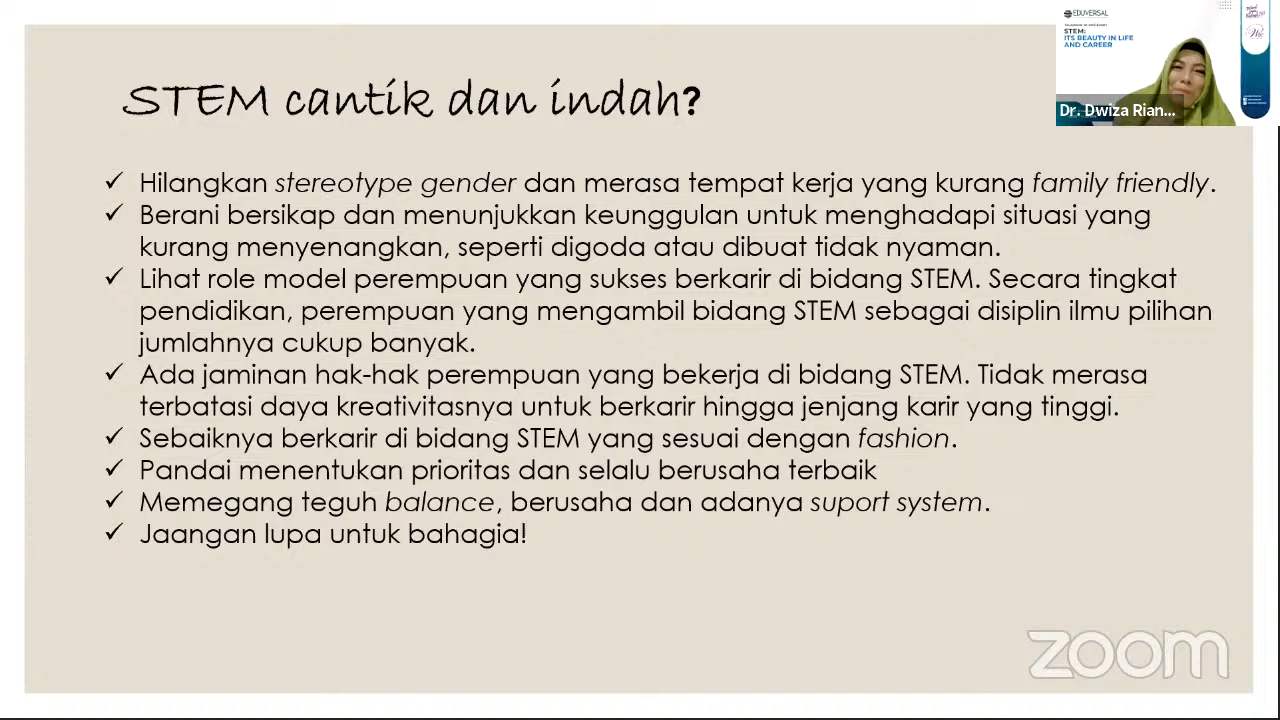 STEM cantik dan indah?
Hilangkan stereotype gender dan merasa tempat kerja yang kurang family friendly.
Berani bersikap dan menunjukkan keunggulan untuk menghadapi situasi yang
kurang menyenangkan, seperti digoda atau dibuat tidak nyaman.
Lihat role model perempuan yang sukses berkarir di bidang STEM. Secara tingkat
pendidikan, perempuan yang mengambil bidang STEM sebagai disiplin ilmu pilihan
jumlahnya cukup banyak.
Ada jaminan hak-hak perempuan yang bekerja di bidang STEM. Tidak merasa
terbatasi daya kreativitasnya untuk berkarir hingga jenjang karir yang tinggi.
Sebaiknya berkarir di bidang STEM yang sesuai dengan fashion.
Pandai menentukan prioritas dan selalu berusaha terbaik
Memegang teguh balance, berusaha dan adanya suport system.
Jaangan lupa untuk bahagia!
EDUVERSAL
STEM:
ITS BEAUTY IN LIFE
AND CAREER
Dr. Dwiza Rian...
zoom